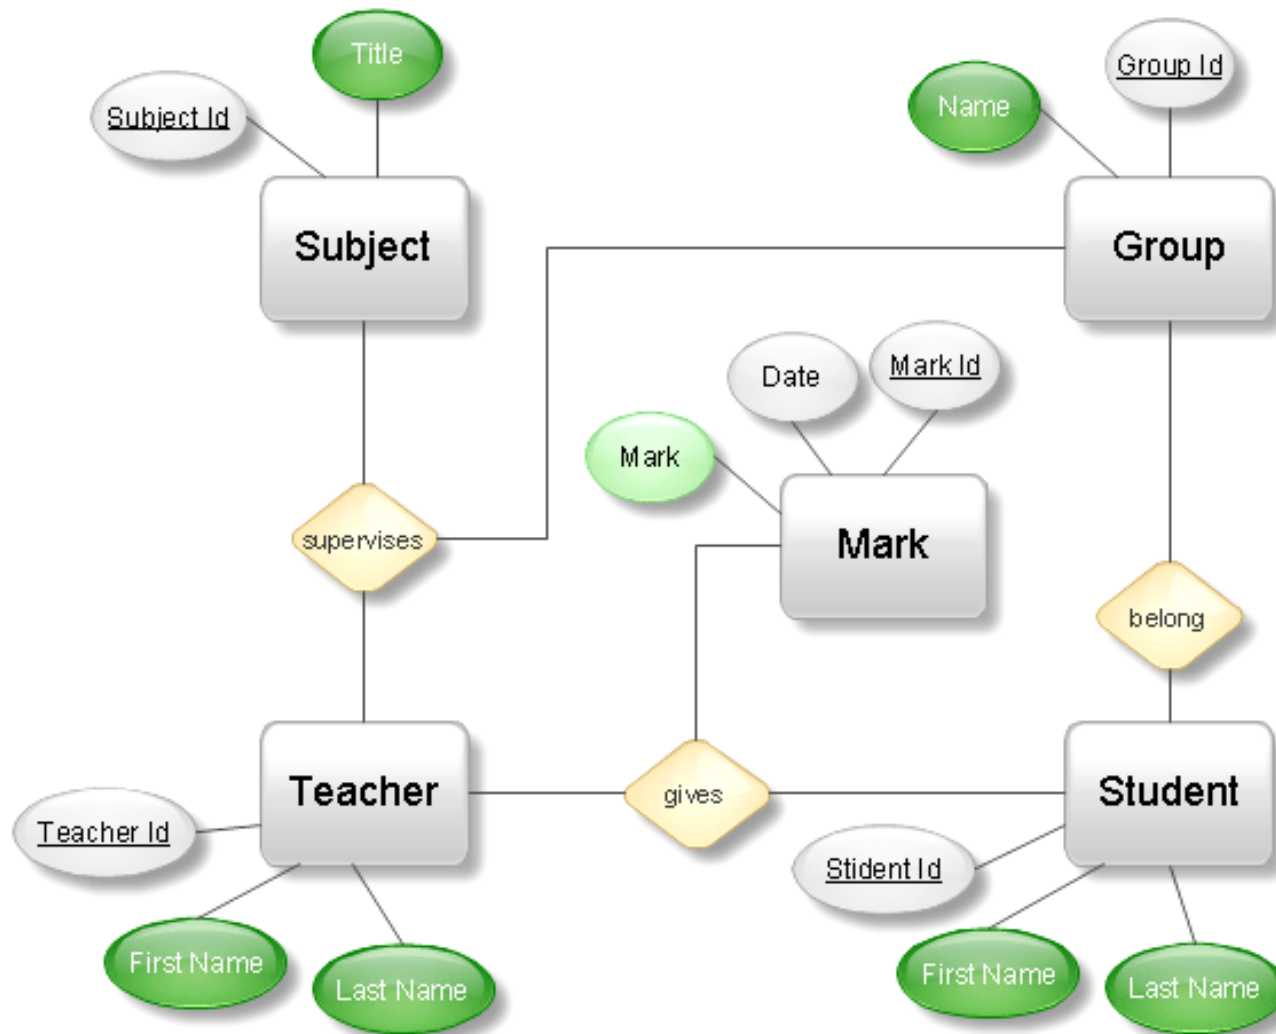 Title
Group Id
Subject Id
Name
Subject
Group
Date
Mark Id
Mark
Mark
supervises
belong
Teacher
gives
Student
Teacher Id
Stident Id
First Name
Last Name
First Name
Last Name